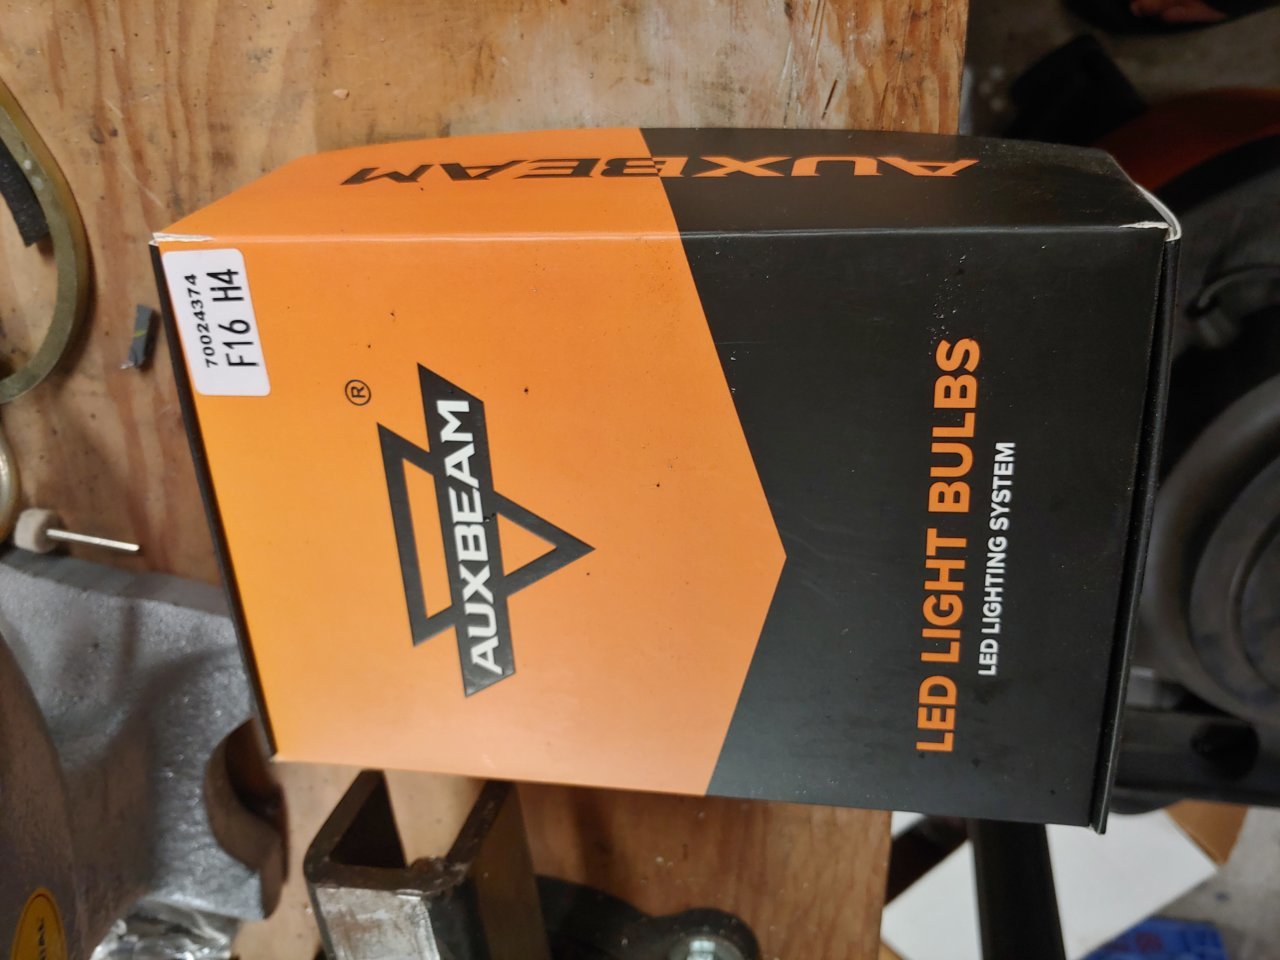 AUXBEAM
70024374
F16 H4
®
AUXBEAM
LED LIGHT BULBS
LED LIGHTING SYSTEM